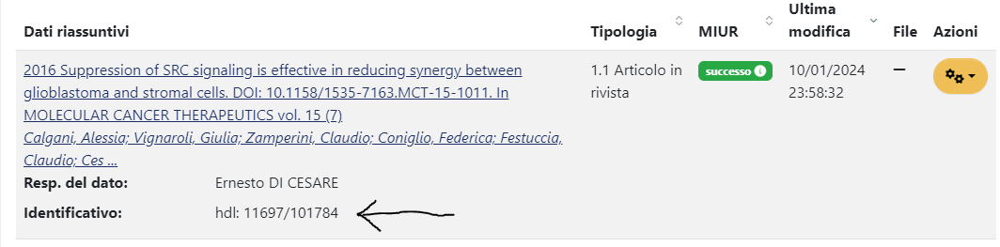 Dati riassuntivi Tipologia MIUR Ultima modifica File Azioni
2016 Suppression of SRC signaling is effective in reducing synergy between
glioblastoma and stromal cells. DOI: 10.1158/1535-7163.MCT-15-1011. In
MOLECULAR CANCER THERAPEUTICS vol. 15 (7)
Calgani, Alessia; Vignaroli, Giulia; Zamperini, Claudio; Coniglio, Federica; Festuccia,
Claudio; Ces ...
1.1 Articolo in
rivista
successo
10/01/2024
23:58:32
–
Resp. del dato: Ernesto DI CESARE
Identificativo: hdl: 11697/101784